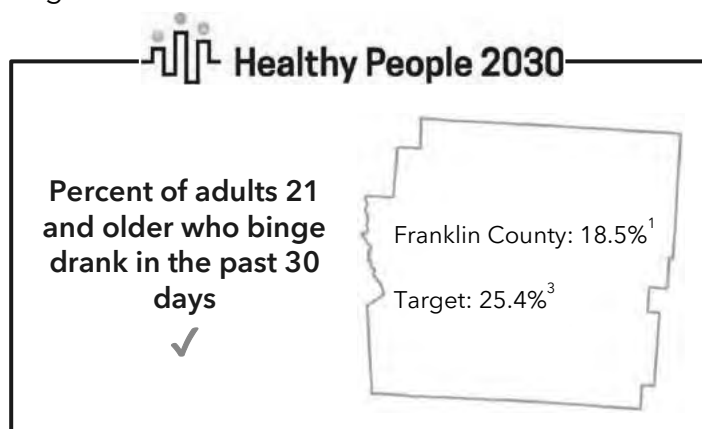 Healthy People 2030
Percent of adults 21
and older who binge
drank in the past 30
days
✓
Franklin County: 18.5%¹
Target: 25.4%³